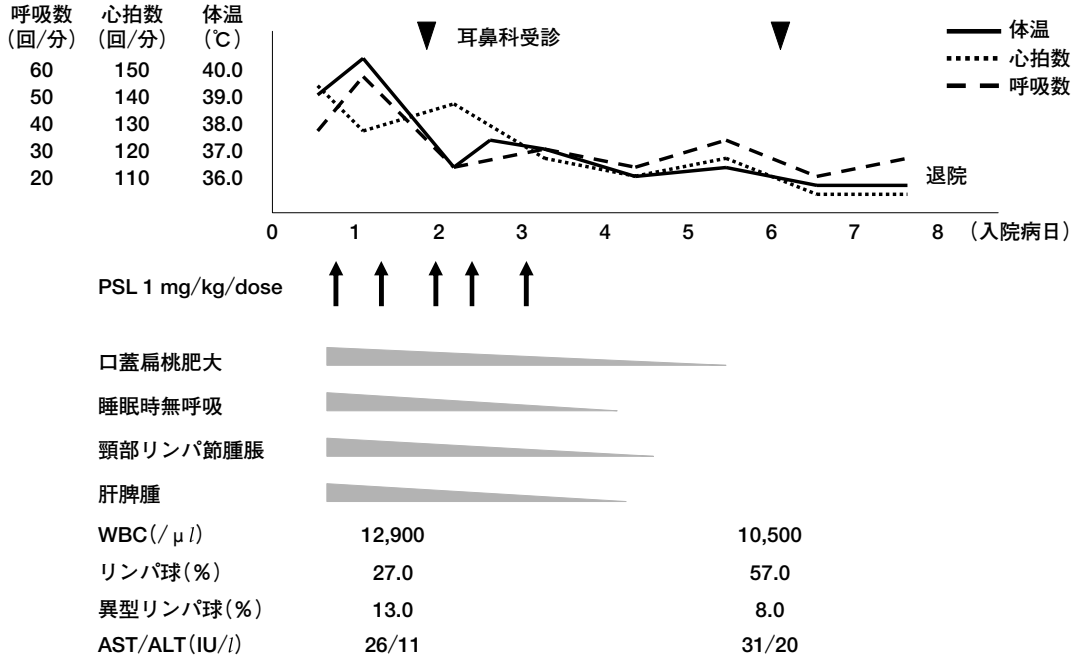 呼吸数 心拍数 体温
（回/分） （回/分） （℃）
60 150 40.0
50 140 39.0
40 130 38.0
30 120 37.0
20 110 36.0
耳鼻科受診
体温
心拍数
呼吸数
退院
0 1 2 3 4 5 6 7 8 （入院病日）
PSL 1 mg/kg/dose
口蓋扁桃肥大
睡眠時無呼吸
頸部リンパ節腫脹
肝脾腫
WBC（/μl） 12,900 10,500
リンパ球（%） 27.0 57.0
異型リンパ球（%） 13.0 8.0
AST/ALT（IU/l） 26/11 31/20